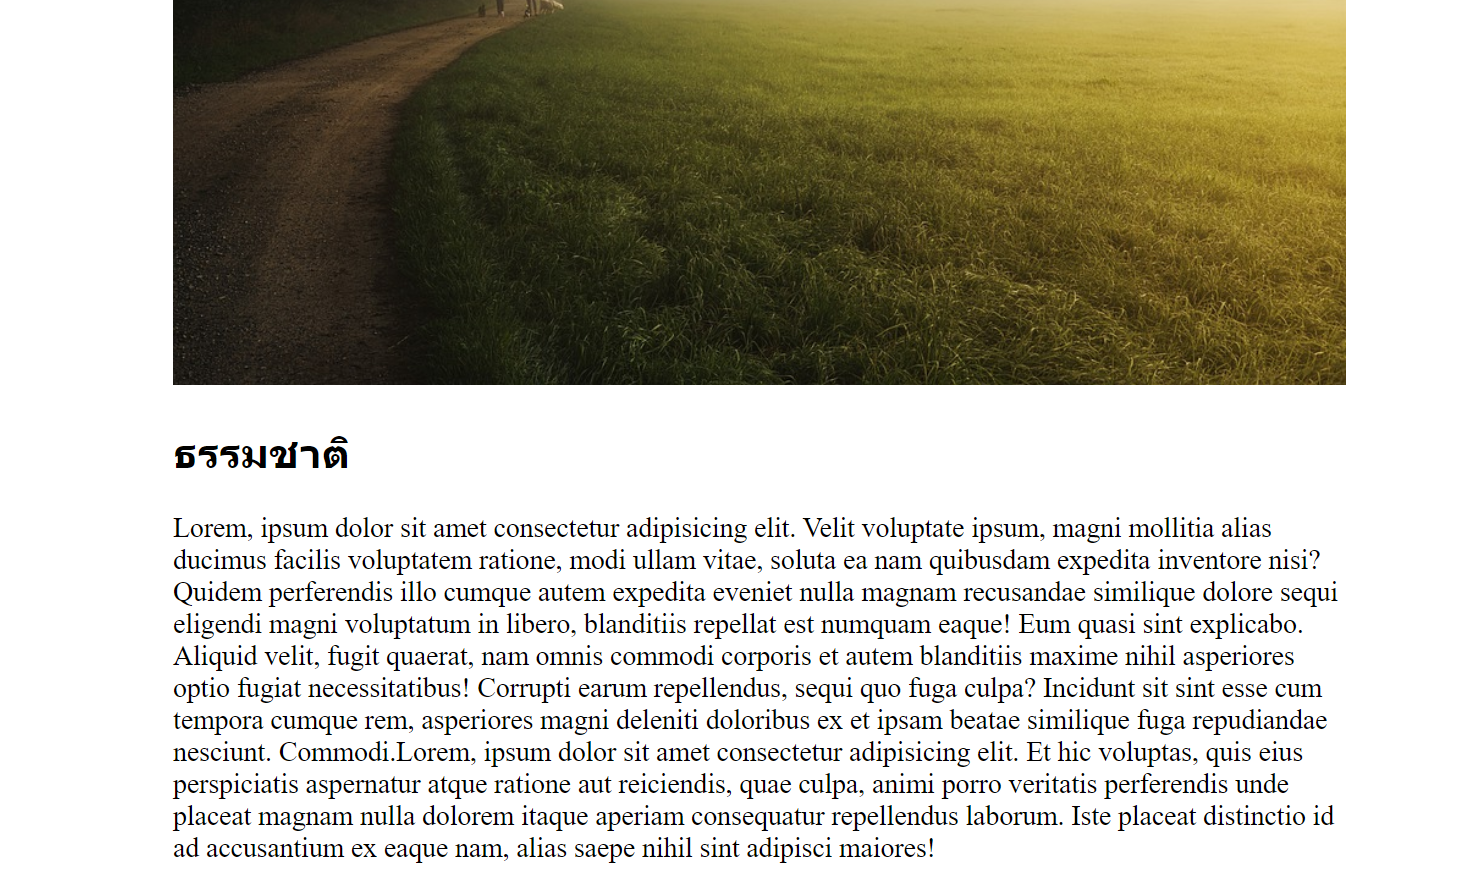 ธรรมชาติ
Lorem, ipsum dolor sit amet consectetur adipisicing elit. Velit voluptate ipsum, magni mollitia alias
ducimus facilis voluptatem ratione, modi ullam vitae, soluta ea nam quibusdam expedita inventore nisi?
Quidem perferendis illo cumque autem expedita eveniet nulla magnam recusandae similique dolore sequi
eligendi magni voluptatum in libero, blanditiis repellat est numquam eaque! Eum quasi sint explicabo.
Aliquid velit, fugit quaerat, nam omnis commodi corporis et autem blanditiis maxime nihil asperiores
optio fugiat necessitatibus! Corrupti earum repellendus, sequi quo fuga culpa? Incidunt sit sint esse cum
tempora cumque rem, asperiores magni deleniti doloribus ex et ipsam beatae similique fuga repudiandae
nesciunt. Commodi.Lorem, ipsum dolor sit amet consectetur adipisicing elit. Et hic voluptas, quis eius
perspiciatis aspernatur atque ratione aut reiciendis, quae culpa, animi porro veritatis perferendis unde
placeat magnam nulla dolorem itaque aperiam consequatur repellendus laborum. Iste placeat distinctio id
ad accusantium ex eaque nam, alias saepe nihil sint adipisci maiores!